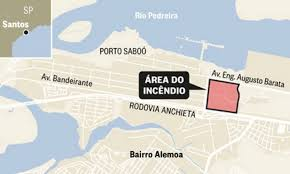 SP
Santos
Rio Pedreira
PORTO SABOÓ
Av. Bandeirante
ÁREA DO
INCÊNDIO
Av. Eng. Augusto Barata
RODOVIA ANCHIETA
Bairro Alemoa